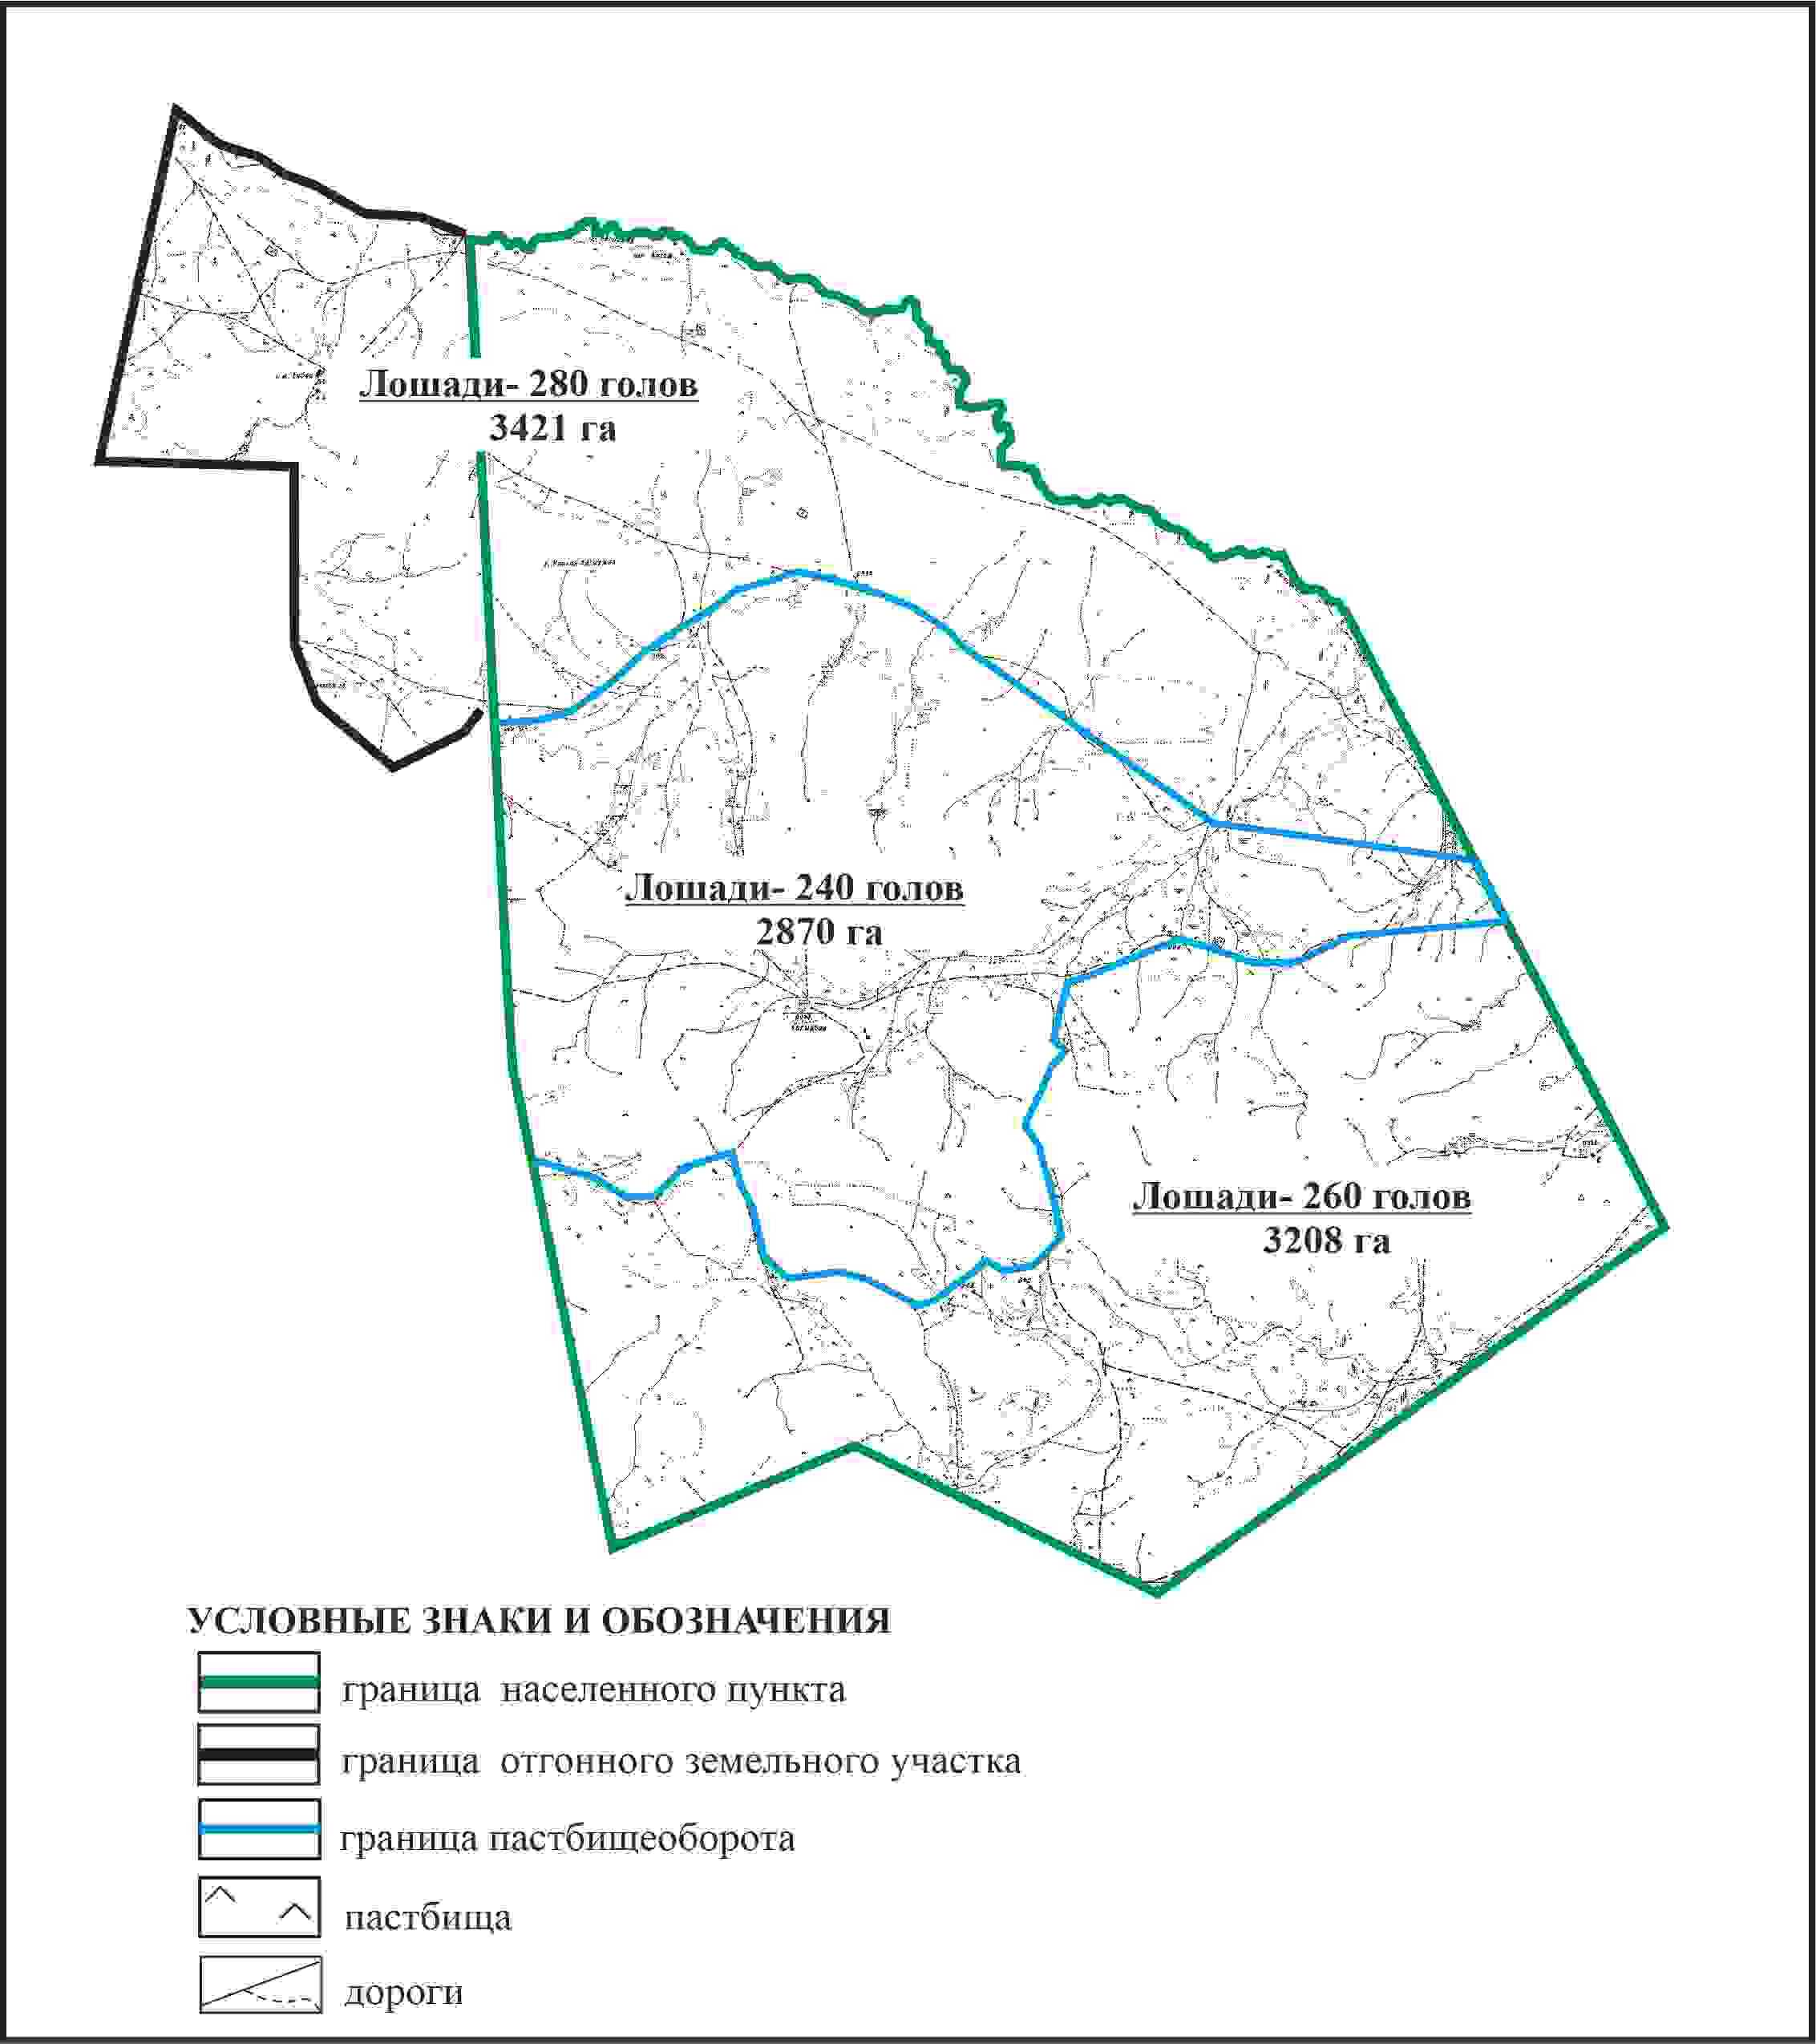 Лошади- 280 голов
3421 га
Лошади- 240 голов
2870 га
Лошади- 260 голов
3208 га
УСЛОВНЫЕ ЗНАКИ И ОБОЗНАЧЕНИЯ
граница населенного пункта
граница отгонного земельного участка
граница пастбищеоборота
пастбища
дороги